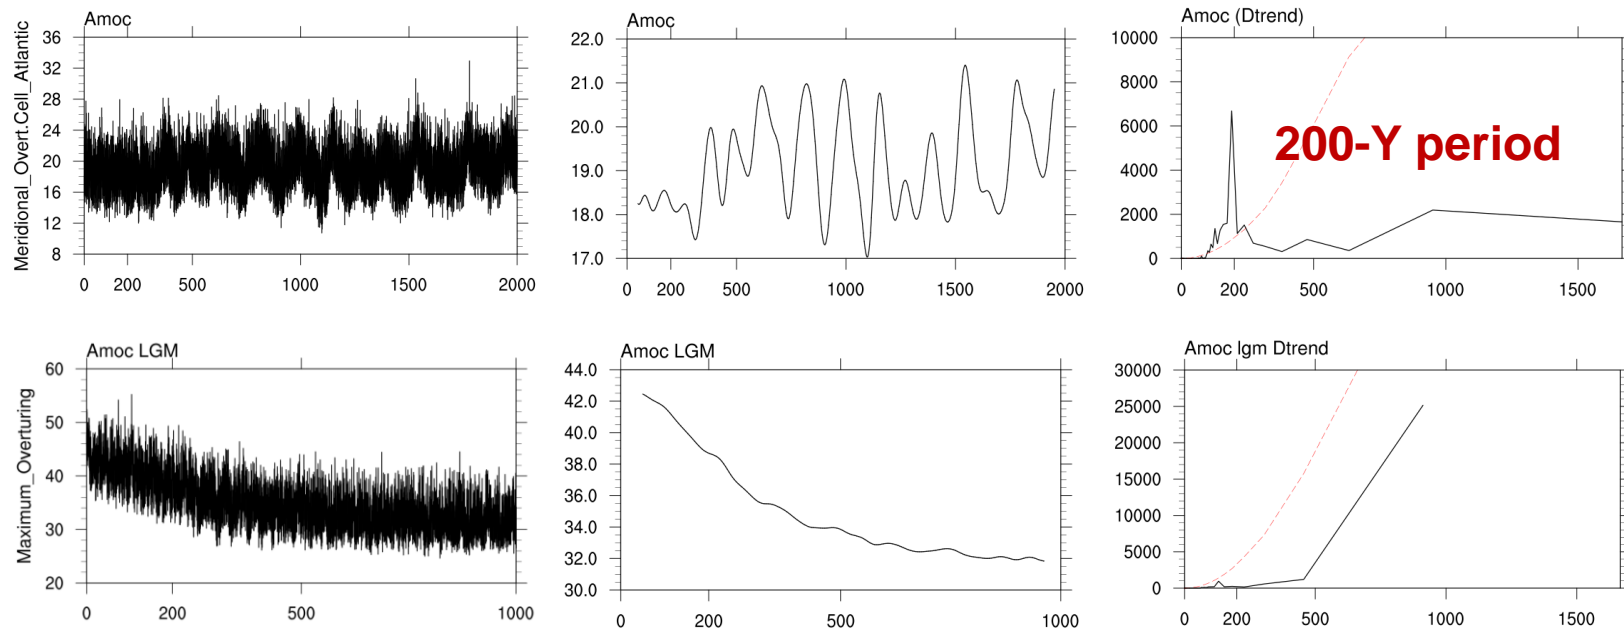 Amoc
Meridional_Overt.Cell_Atlantic
36
32
28
24
20
16
12
8
0 200 500 1000 1500 2000
Amoc
22.0
21.0
20.0
19.0
18.0
17.0
0 200 500 1000 1500 2000
Amoc (Dtrend)
10000
8000
6000
4000
2000
0
200-Y period
0 200 500 1000 1500
Amoc LGM
Maximum_Overturing
60
50
40
30
20
0 200 500 1000
Amoc LGM
44.0
42.0
40.0
38.0
36.0
34.0
32.0
30.0
0 200 500 1000
Amoc lgm Dtrend
30000
25000
20000
15000
10000
5000
0
0 200 500 1000 1500